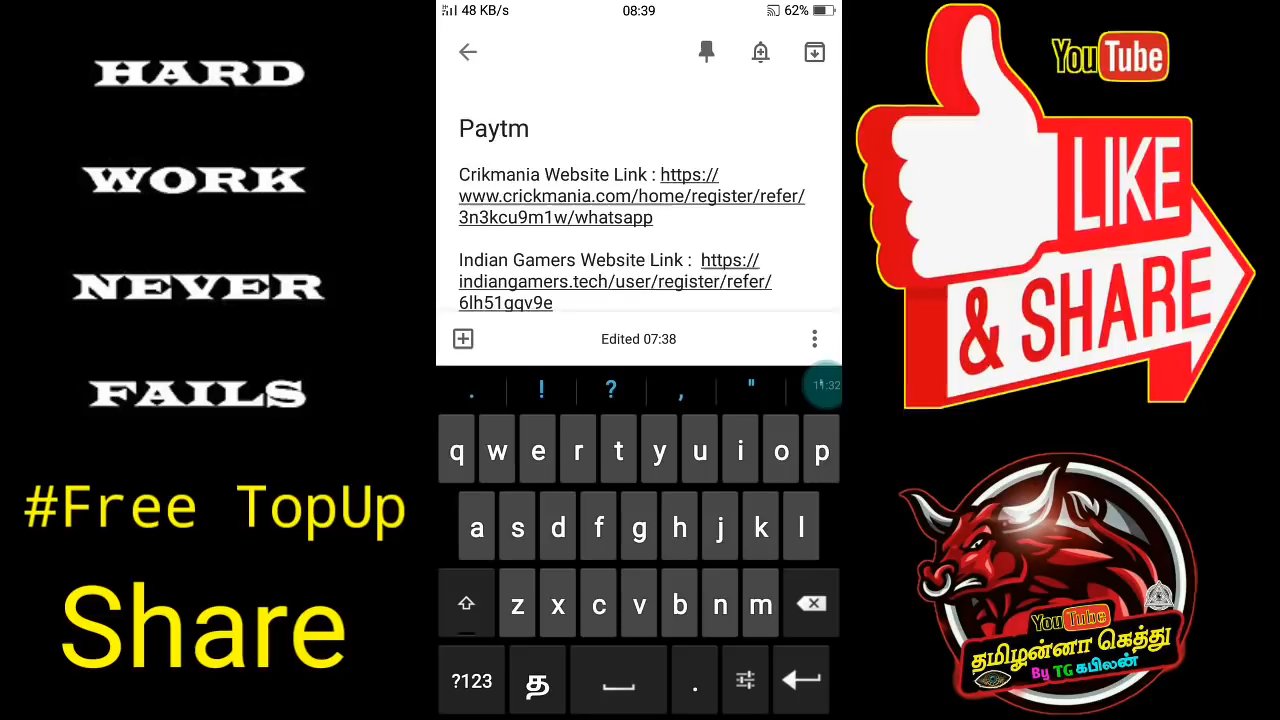 HARD
WORK
NEVER
FAILS
#Free TopUp
Share
48 KB/s
08:39
62%
Paytm
Crikmania Website Link : https://
www.crickmania.com/home/register/refer/
3n3kcu9m1w/whatsapp
Indian Gamers Website Link : https://
indiangamers.tech/user/register/refer/
6lh51gqv9e
Edited 07:38
. ! ? , "
11:32
q w e r t y u i o p
a s d f g h j k l
z x c v b n m
?123 த .
YouTube
LIKE
& SHARE
YouTube
தமிழன்னா கெத்து
By TG கபிலன்